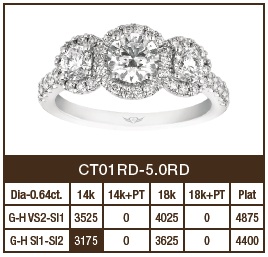 CT01RD-5.0RD
Dia-0.64ct. 14k 14k+PT 18k 18k+PT Plat
G-H VS2-SI1 3525 0 4025 0 4875
G-H SI1-SI2 3175 0 3625 0 4400